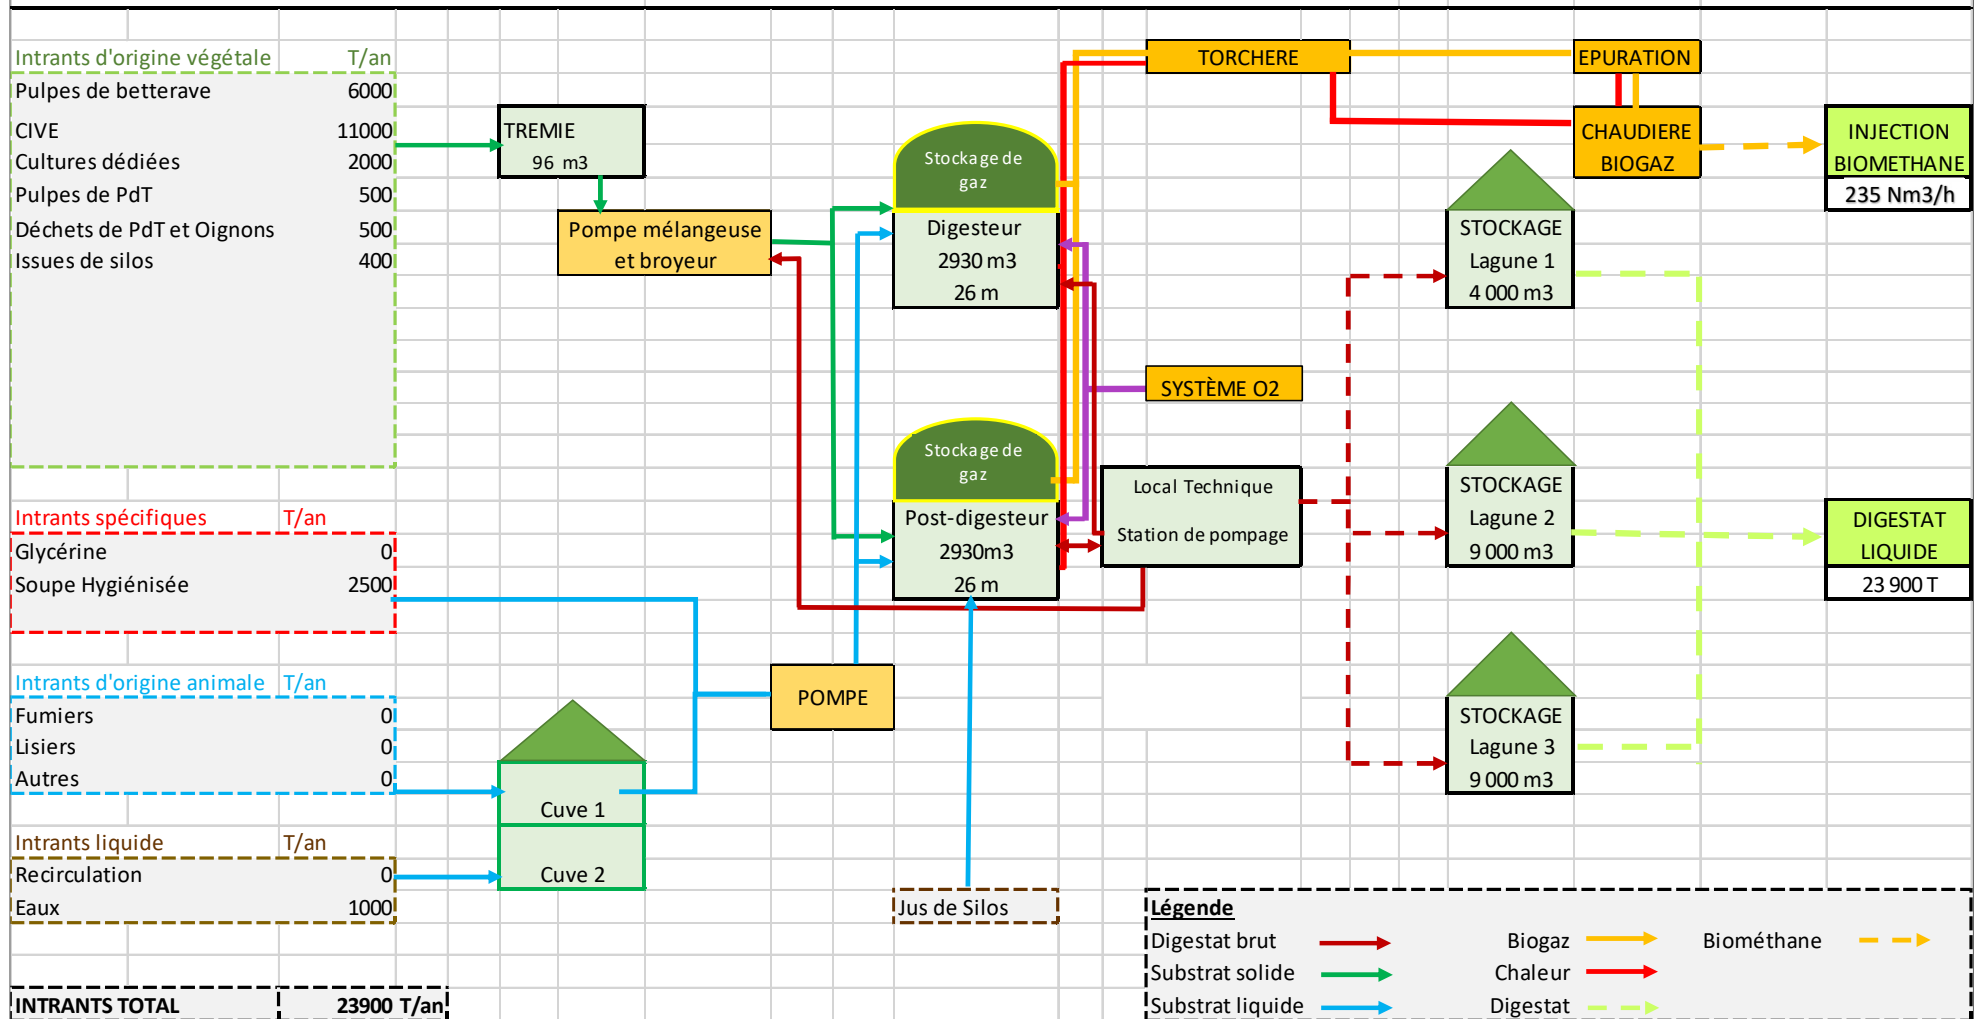 Intrants d'origine végétale T/an
Pulpes de betterave 6000
CIVE 11000
Cultures dédiées 2000
Pulpes de PdT 500
Déchets de PdT et Oignons 500
Issues de silos 400
Intrants spécifiques T/an
Glycérine 0
Soupe Hygiénisée 2500
Intrants d'origine animale T/an
Fumiers 0
Lisiers 0
Autres 0
Intrants liquide T/an
Recirculation 0
Eaux 1000
INTRANTS TOTAL 23900 T/an
TREMIE
96 m3
Pompe mélangeuse
et broyeur
Cuve 1
Cuve 2
POMPE
Stockage de
gaz
Digesteur
2930 m3
26 m
Stockage de
gaz
Post-digesteur
2930m3
26 m
Jus de Silos
TORCHERE
SYSTÈME O2
Local Technique
Station de pompage
EPURATION
CHAUDIERE
BIOGAZ
INJECTION
BIOMETHANE
235 Nm3/h
STOCKAGE
Lagune 1
4 000 m3
STOCKAGE
Lagune 2
9 000 m3
STOCKAGE
Lagune 3
9 000 m3
DIGESTAT
LIQUIDE
23 900 T
Légende
Digestat brut
Biogaz
Biométhane
Substrat solide
Chaleur
Substrat liquide
Digestat